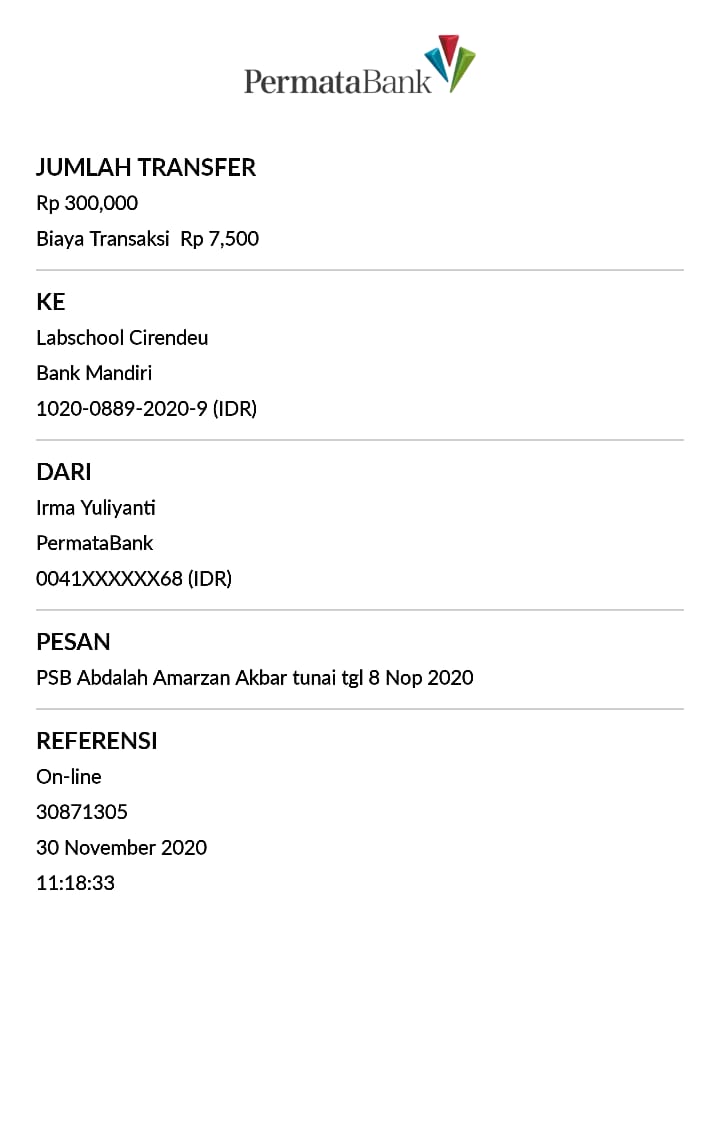 PermataBank
JUMLAH TRANSFER
Rp 300,000
Biaya Transaksi  Rp 7,500
KE
Labschool Cirendeu
Bank Mandiri
1020-0889-2020-9 (IDR)
DARI
Irma Yuliyanti
PermataBank
0041XXXXXX68 (IDR)
PESAN
PSB Abdalah Amarzan Akbar tunai tgl 8 Nop 2020
REFERENSI
On-line
30871305
30 November 2020
11:18:33